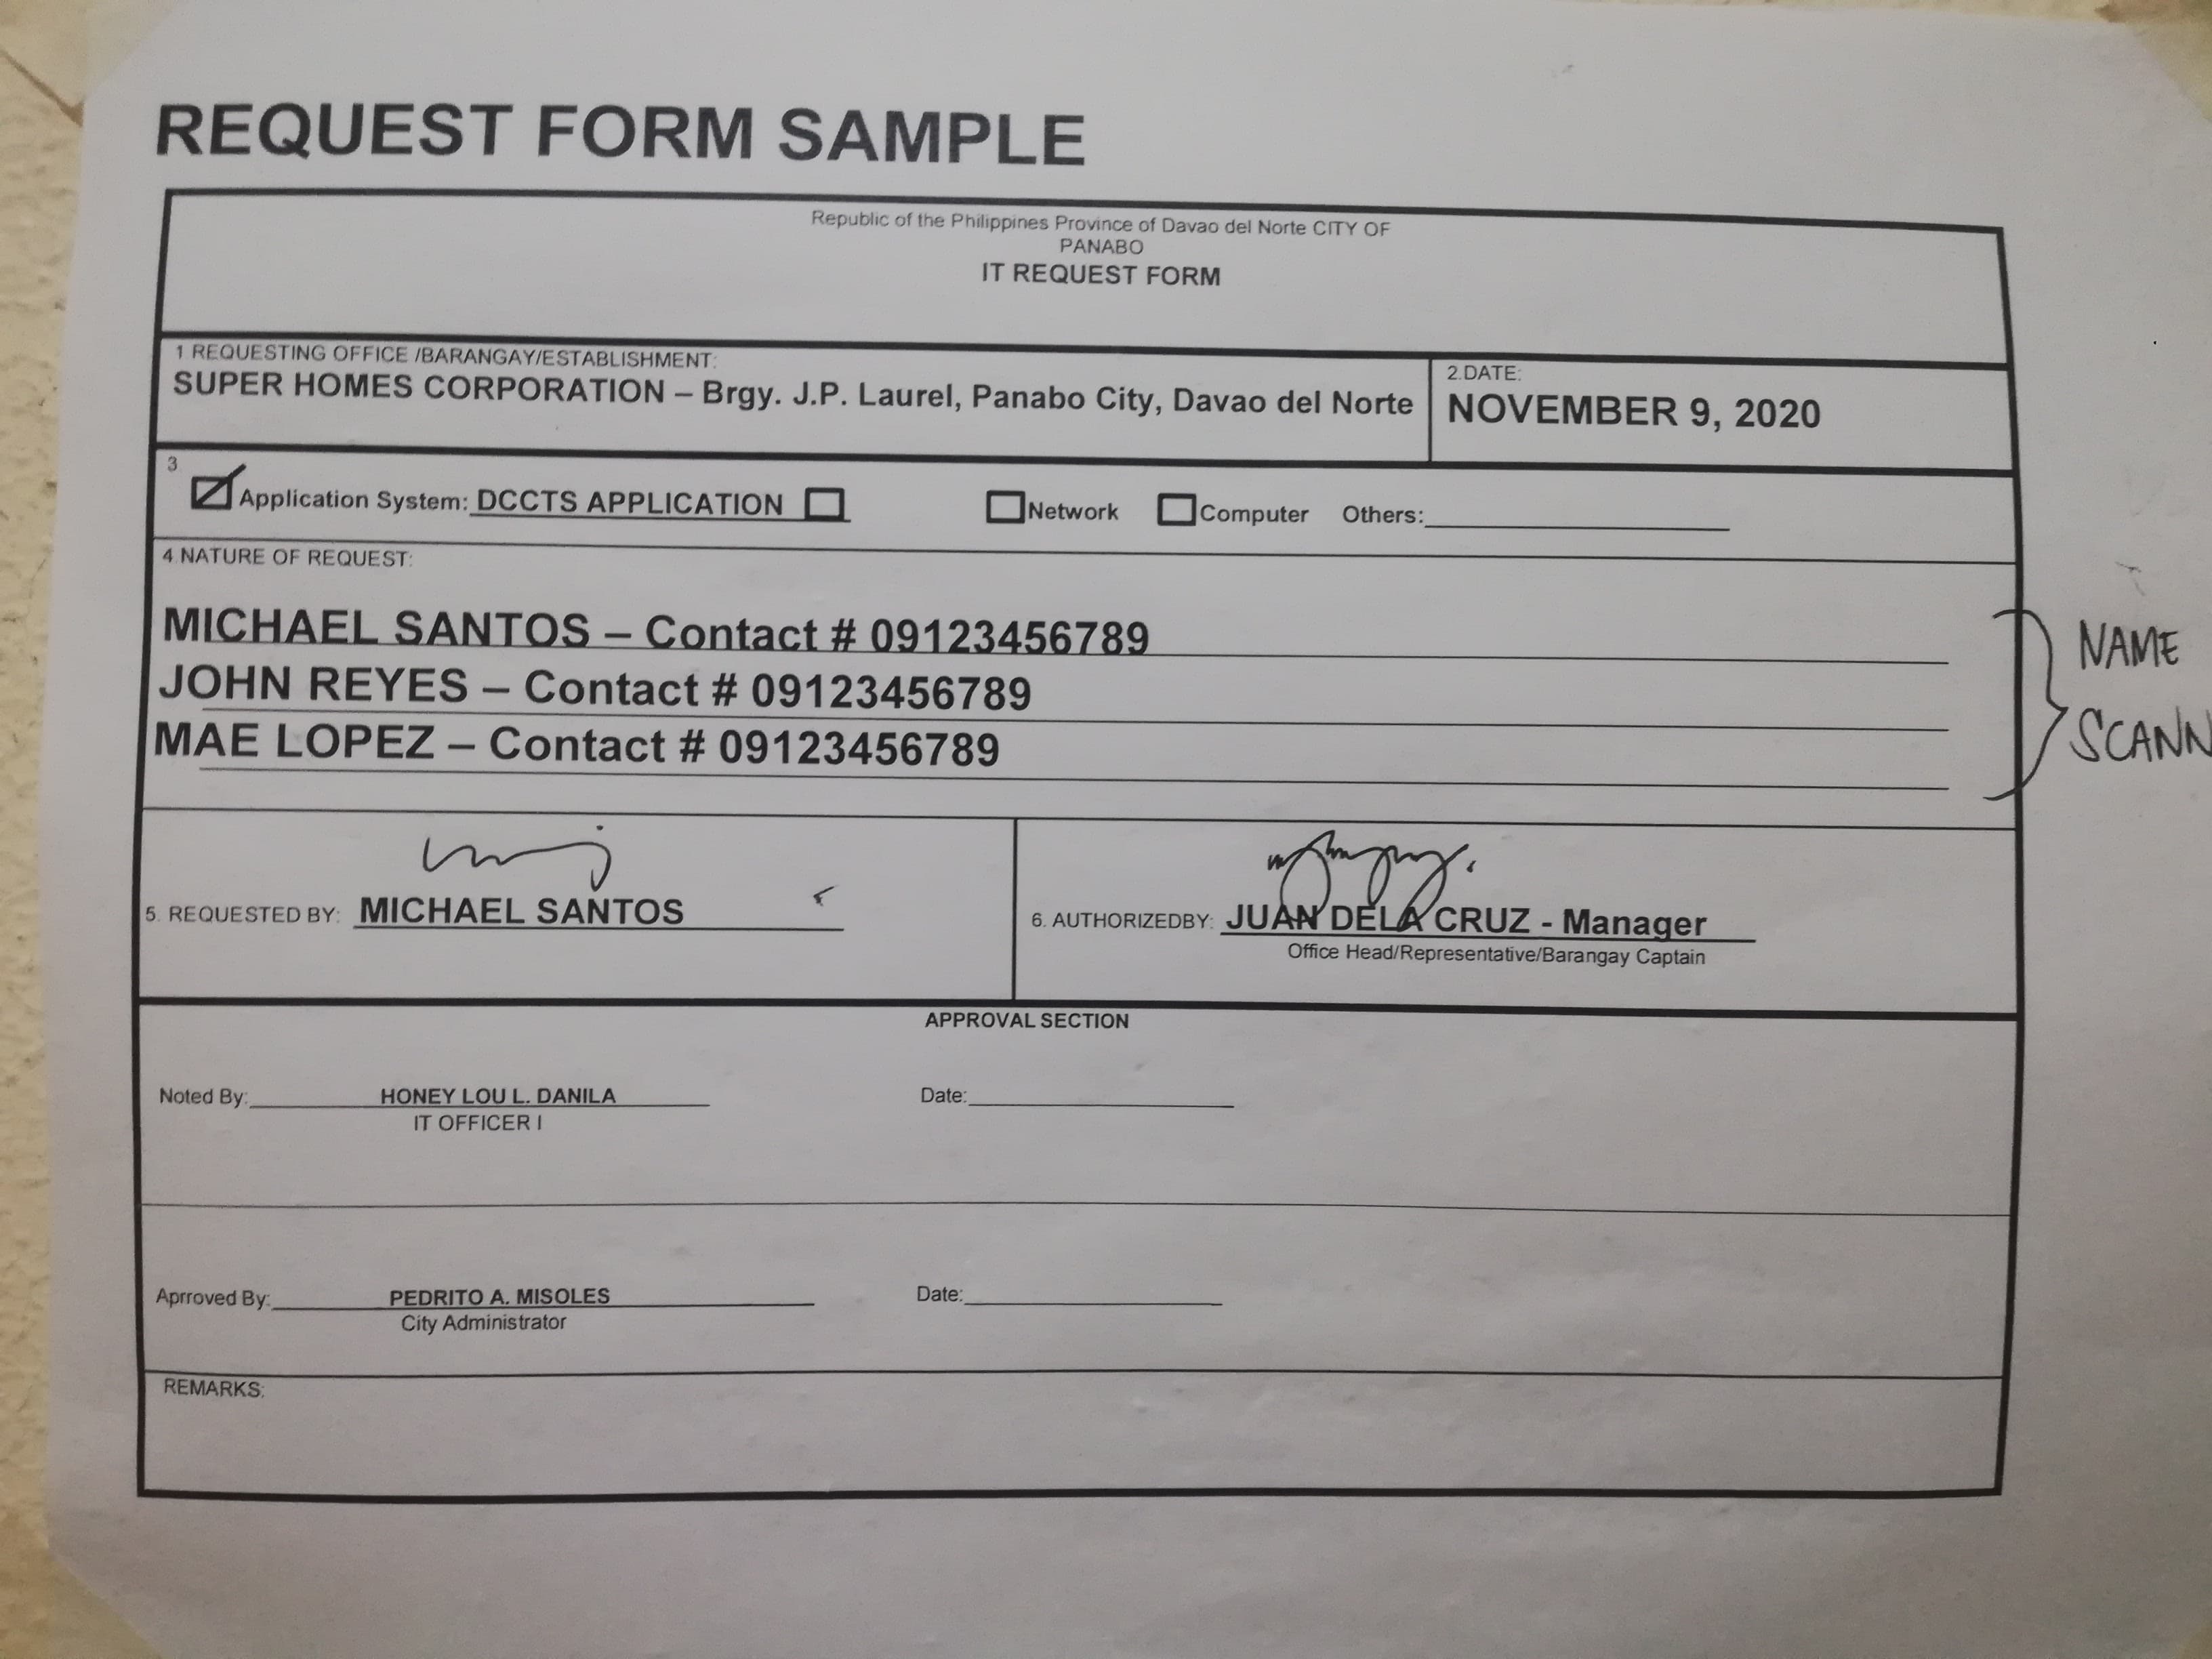 REQUEST FORM SAMPLE
Republic of the Philippines Province of Davao del Norte CITY OF
PANABO
IT REQUEST FORM
1 REQUESTING OFFICE /BARANGAY/ESTABLISHMENT:
SUPER HOMES CORPORATION – Brgy. J.P. Laurel, Panabo City, Davao del Norte
2.DATE:
NOVEMBER 9, 2020
3
Application System: DCCTS APPLICATION
Network
Computer
Others:
4.NATURE OF REQUEST:
MICHAEL SANTOS – Contact # 09123456789
JOHN REYES – Contact # 09123456789
MAE LOPEZ – Contact # 09123456789
NAME
SCANN
5. REQUESTED BY: MICHAEL SANTOS
6. AUTHORIZEDBY: JUAN DELA CRUZ - Manager
Office Head/Representative/Barangay Captain
APPROVAL SECTION
Noted By: HONEY LOU L. DANILA
Date:
IT OFFICER I
Aprroved By: PEDRITO A. MISOLES
Date:
City Administrator
REMARKS: